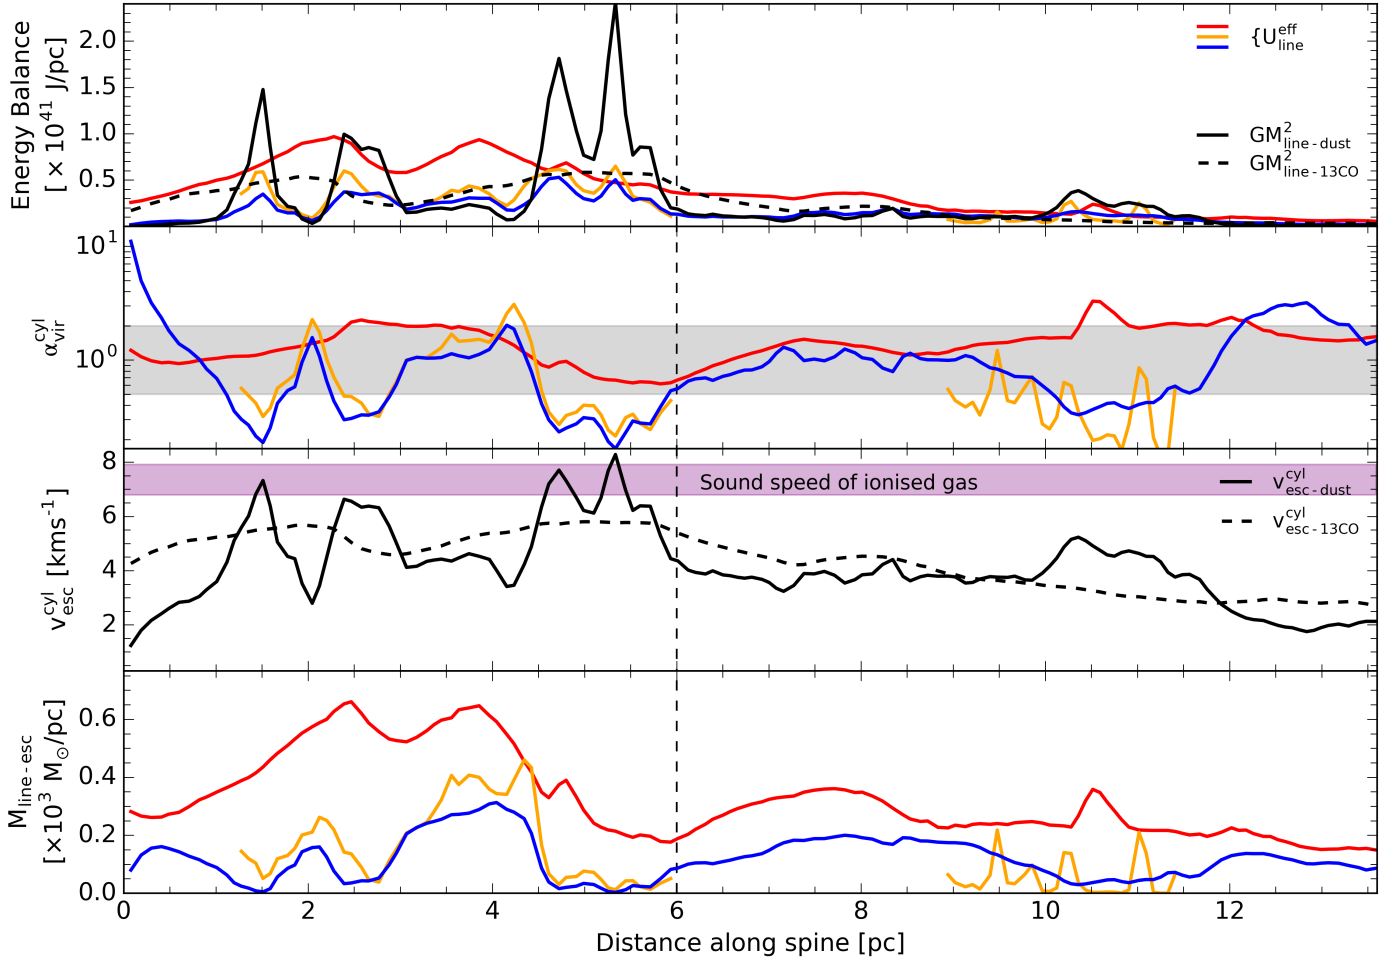 Energy Balance
[ × 10^41 J/pc]
2.0
1.5
1.0
0.5
{U^eff_line
GM^2_line-dust
GM^2_line-13CO
α^cyl_vir
10^1
10^0
v^cyl_esc [kms^-1]
8
6
4
2
Sound speed of ionised gas
v^cyl_esc-dust
v^cyl_esc-13CO
M_line-esc
[×10^3 M_⊙/pc]
0.6
0.4
0.2
0.0
0 2 4 6 8 10 12
Distance along spine [pc]